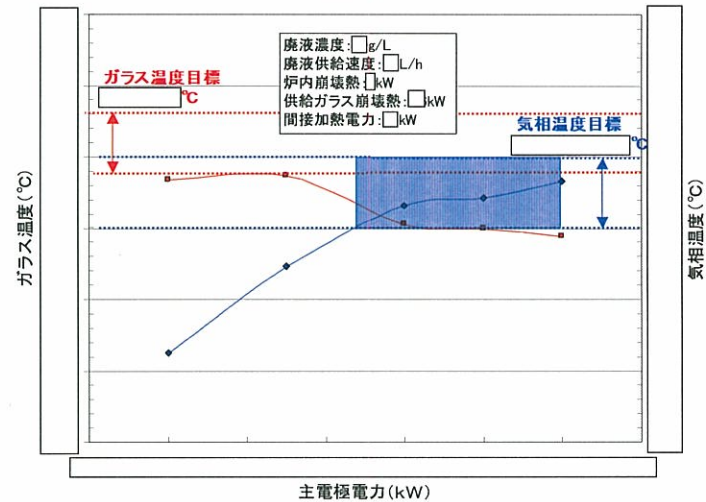 廃液濃度:g/L
廃液供給速度:L/h
炉内崩壊熱:kW
供給ガラス崩壊熱:kW
間接加熱電力:kW
ガラス温度目標
℃
気相温度目標
℃
ガラス温度(℃)
気相温度(℃)
主電極電力(kW)